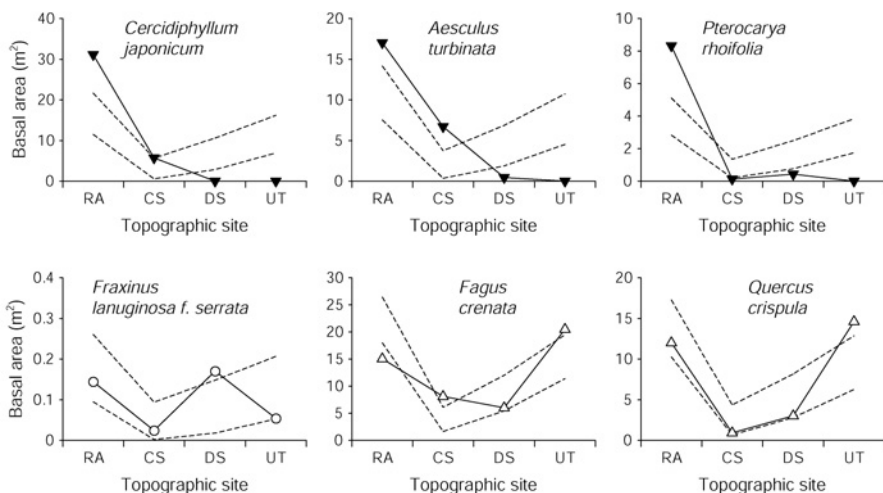 Cercidiphyllum
japonicum
Aesculus
turbinata
Pterocarya
rhoifolia
Basal area (m²)
40
30
20
10
0
20
15
10
5
0
10
8
6
4
2
0
RA CS DS UT
RA CS DS UT
RA CS DS UT
Topographic site
Topographic site
Topographic site
Fraxinus
lanuginosa f. serrata
Fagus
crenata
Quercus
crispula
Basal area (m²)
0.4
0.3
0.2
0.1
0
30
25
20
15
10
5
0
20
15
10
5
0
RA CS DS UT
RA CS DS UT
RA CS DS UT
Topographic site
Topographic site
Topographic site